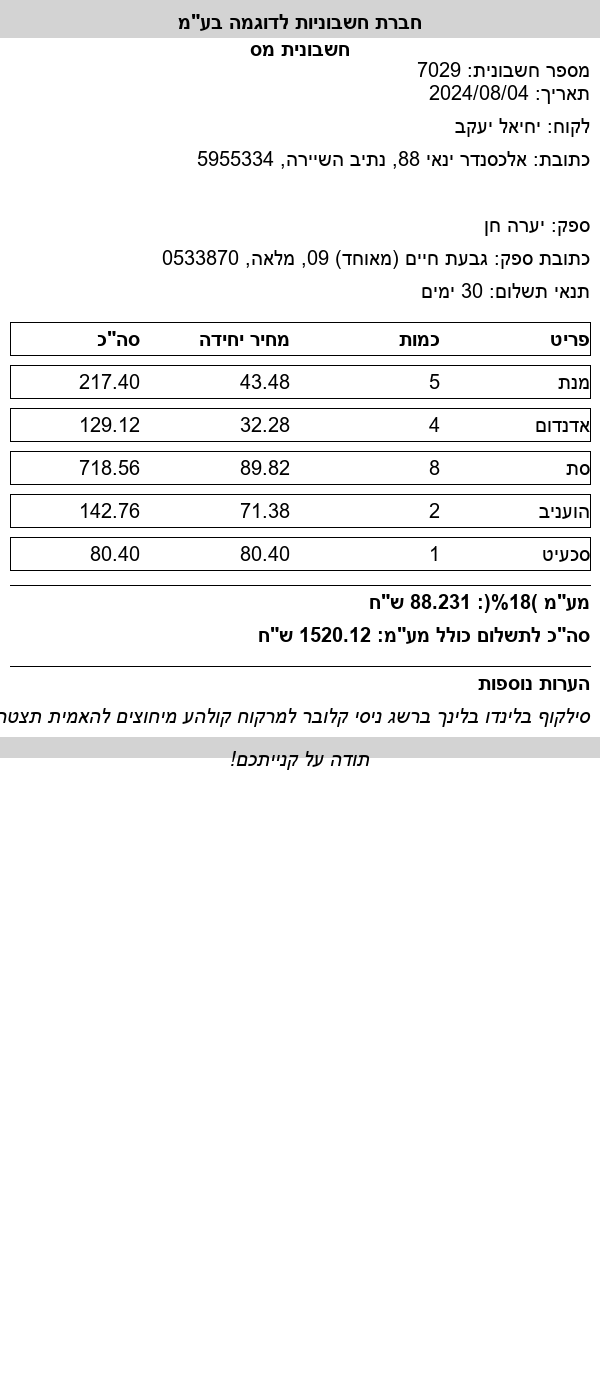 חברת חשבוניות לדוגמה בע"מ
חשבונית מס
מספר חשבונית: 7029
תאריך: 2024/08/04
לקוח: יחיאל יעקב
כתובת: אלכסנדר ינאי 88, נתיב השיירה, 5955334
ספק: יערה חן
כתובת ספק: גבעת חיים (מאוחד) 09, מלאה, 0533870
תנאי תשלום: 30 ימים
פריט כמות מחיר יחידה סה"כ
מנת 5 43.48 217.40
אדנדום 4 32.28 129.12
סת 8 89.82 718.56
הועניב 2 71.38 142.76
סכעיט 1 80.40 80.40
מע"מ )18%(: 88.231 ש"ח
סה"כ לתשלום כולל מע"מ: 1520.12 ש"ח
הערות נוספות
סילקוף בלינדו בלינך ברשג ניסי קלובר למרקוח קולהע מיחוצים להאמית
תודה על קנייתכם!